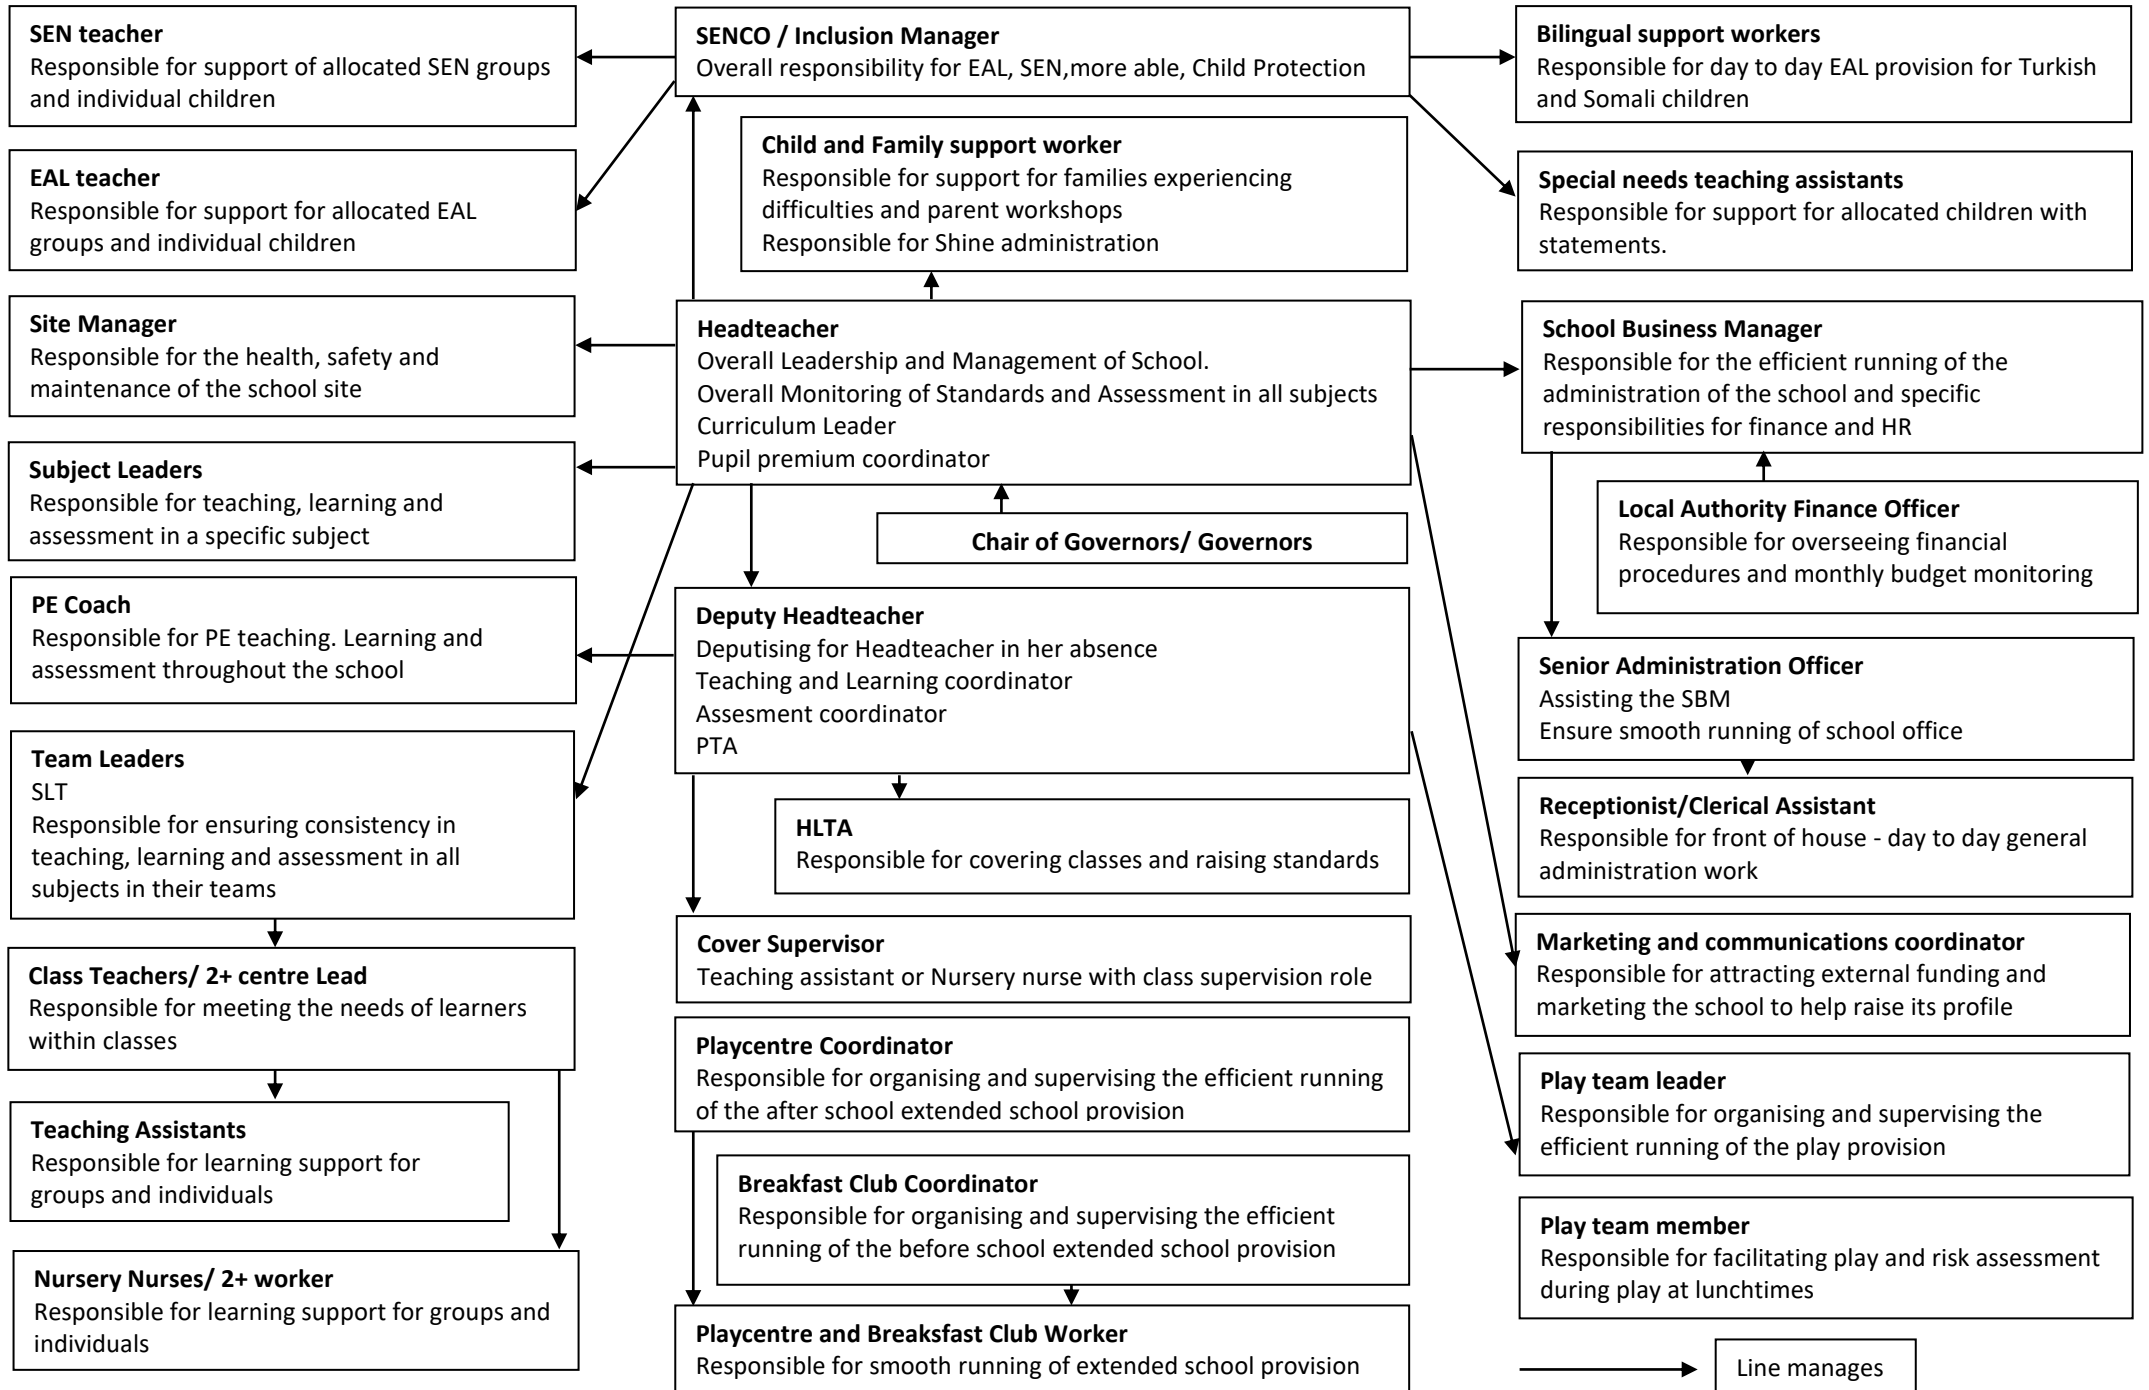 SEN teacher
Responsible for support of allocated SEN groups
and individual children
EAL teacher
Responsible for support for allocated EAL
groups and individual children
Site Manager
Responsible for the health, safety and
maintenance of the school site
Subject Leaders
Responsible for teaching, learning and
assessment in a specific subject
PE Coach
Responsible for PE teaching. Learning and
assessment throughout the school
Team Leaders
SLT
Responsible for ensuring consistency in
teaching, learning and assessment in all
subjects in their teams
Class Teachers/ 2+ centre Lead
Responsible for meeting the needs of learners
within classes
Teaching Assistants
Responsible for learning support for
groups and individuals
Nursery Nurses/ 2+ worker
Responsible for learning support for groups and
individuals
SENCO / Inclusion Manager
Overall responsibility for EAL, SEN,more able, Child Protection
Child and Family support worker
Responsible for support for families experiencing
difficulties and parent workshops
Responsible for Shine administration
Headteacher
Overall Leadership and Management of School.
Overall Monitoring of Standards and Assessment in all subjects
Curriculum Leader
Pupil premium coordinator
Chair of Governors/ Governors
Deputy Headteacher
Deputising for Headteacher in her absence
Teaching and Learning coordinator
Assesment coordinator
PTA
HLTA
Responsible for covering classes and raising standards
Cover Supervisor
Teaching assistant or Nursery nurse with class supervision role
Playcentre Coordinator
Responsible for organising and supervising the efficient running
of the after school extended school provision
Breakfast Club Coordinator
Responsible for organising and supervising the efficient
running of the before school extended school provision
Playcentre and Breaksfast Club Worker
Responsible for smooth running of extended school provision
Bilingual support workers
Responsible for day to day EAL provision for Turkish
and Somali children
Special needs teaching assistants
Responsible for support for allocated children with
statements.
School Business Manager
Responsible for the efficient running of the
administration of the school and specific
responsibilities for finance and HR
Local Authority Finance Officer
Responsible for overseeing financial
procedures and monthly budget monitoring
Senior Administration Officer
Assisting the SBM
Ensure smooth running of school office
Receptionist/Clerical Assistant
Responsible for front of house - day to day general
administration work
Marketing and communications coordinator
Responsible for attracting external funding and
marketing the school to help raise its profile
Play team leader
Responsible for organising and supervising the
efficient running of the play provision
Play team member
Responsible for facilitating play and risk assessment
during play at lunchtimes
Line manages